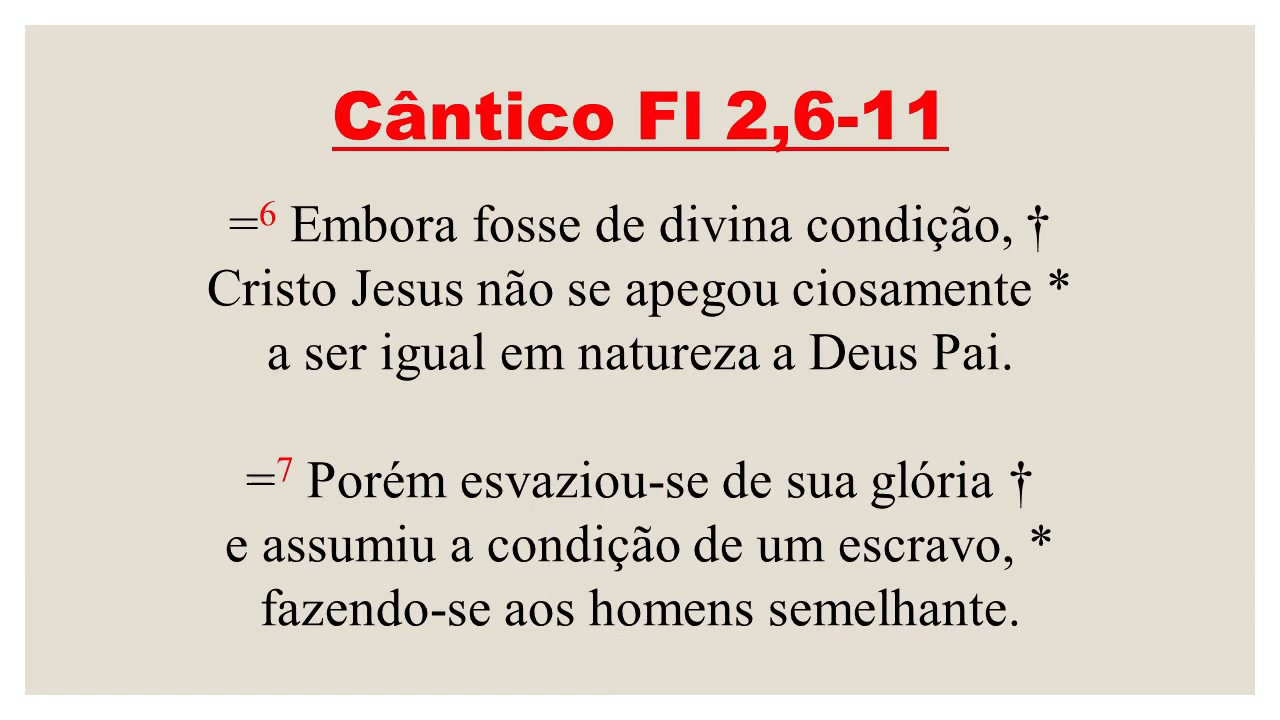 Cântico Fl 2,6-11
=6 Embora fosse de divina condição, †
Cristo Jesus não se apegou ciosamente *
a ser igual em natureza a Deus Pai.
=7 Porém esvaziou-se de sua glória †
e assumiu a condição de um escravo, *
fazendo-se aos homens semelhante.